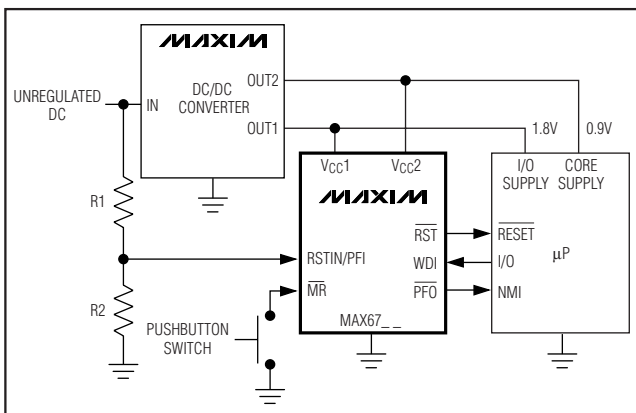 MAXIM
UNREGULATED
DC
IN
DC/DC
CONVERTER
OUT2
OUT1
1.8V
0.9V
R1
R2
VCC1
VCC2
MAXIM
RSTIN/PFI
MR
RST
WDI
PFO
MAX67_ _
PUSHBUTTON
SWITCH
I/O
SUPPLY
CORE
SUPPLY
RESET
I/O
NMI
μP